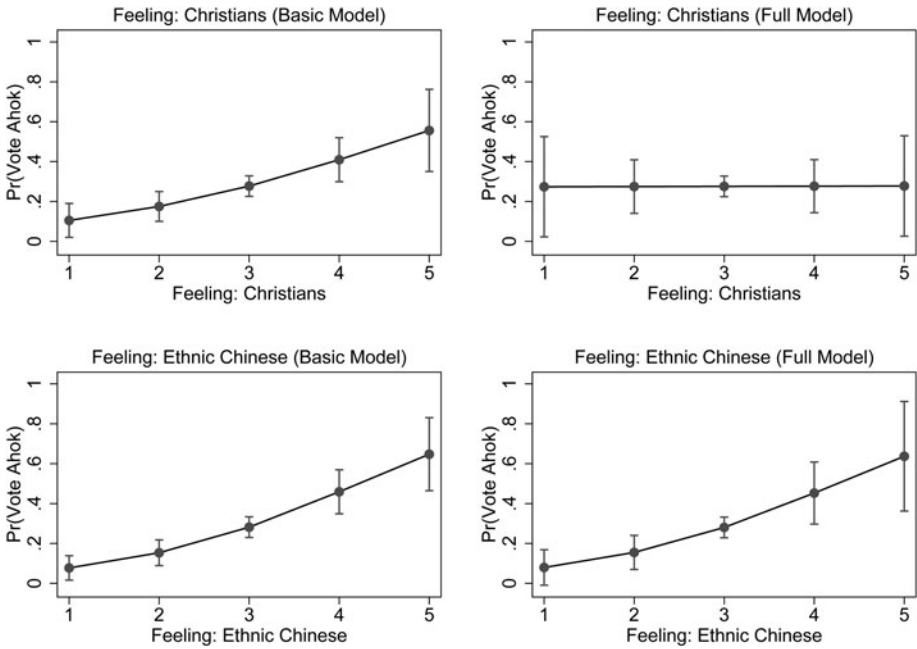 Feeling: Christians (Basic Model)
Pr(Vote Ahok)
0 .2 .4 .6 .8 1
1 2 3 4 5
Feeling: Christians
Feeling: Christians (Full Model)
Pr(Vote Ahok)
0 .2 .4 .6 .8 1
1 2 3 4 5
Feeling: Christians
Feeling: Ethnic Chinese (Basic Model)
Pr(Vote Ahok)
0 .2 .4 .6 .8 1
1 2 3 4 5
Feeling: Ethnic Chinese
Feeling: Ethnic Chinese (Full Model)
Pr(Vote Ahok)
0 .2 .4 .6 .8 1
1 2 3 4 5
Feeling: Ethnic Chinese